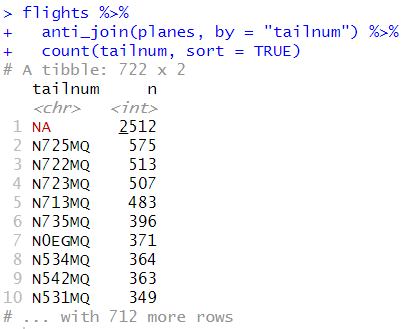 > flights %>%
+   anti_join(planes, by = "tailnum") %>%
+   count(tailnum, sort = TRUE)
# A tibble: 722 x 2
   tailnum     n
   <chr>   <int>
 1 NA       2512
 2 N725MQ    575
 3 N722MQ    513
 4 N723MQ    507
 5 N713MQ    483
 6 N735MQ    396
 7 N0EGMQ    371
 8 N534MQ    364
 9 N542MQ    363
10 N531MQ    349
# ... with 712 more rows